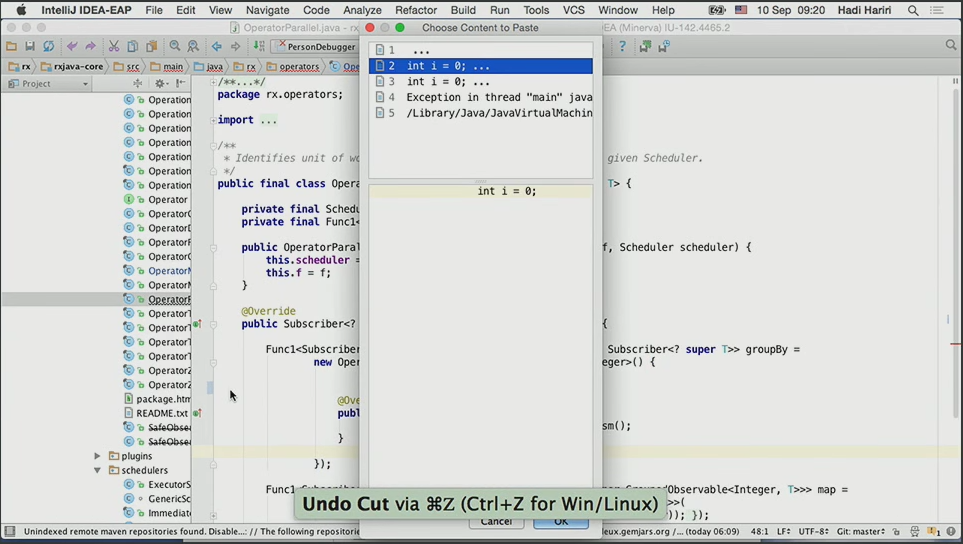 IntelliJ IDEA-EAP File Edit View Navigate Code Analyze Refactor Build Run Tools VCS Window Help 10 Sep 09:20 Hadi Hariri
OperatorParallel.java - rx Choose Content to Paste EA (Minerva) IU-142.4465.2
PersonDebugger
rx rxjava-core src main java rx operators Ope
Project
Operation
Operation
Operation
Operation
Operation
Operation
Operation
Operator
OperatorC
OperatorD
OperatorF
OperatorG
OperatorM
OperatorM
OperatorP
OperatorT
OperatorT
OperatorT
OperatorT
OperatorZ
OperatorZ
package.htm
README.txt
SafeObser
SafeObser
plugins
schedulers
ExecutorS
GenericSc
Immediate
/**...*/
package rx.operators;
import ...
/**
* Identifies unit of wo given Scheduler.
*/
public final class Oper T> {
private final Sched
private final Func1<
public OperatorParal f, Scheduler scheduler) {
this.scheduler =
this.f = f;
}
@Override
public Subscriber<? {
Func1<Subscriber Subscriber<? super T>> groupBy =
new Oper eger>() {
@Ove
publ sm();
}
});
Func1<Subscriber GroupedObservable<Integer, T>>> map =
>>(
)); });
1 ...
2 int i = 0; ...
3 int i = 0; ...
4 Exception in thread "main" java
5 /Library/Java/JavaVirtualMachin
int i = 0;
Undo Cut via ⌘Z (Ctrl+Z for Win/Linux)
Cancel OK
Unindexed remote maven repositories found. Disable... // The following repositories eu.gemjars.org/... (today 06:09) 48:1 LF÷ UTF-8÷ Git: master÷